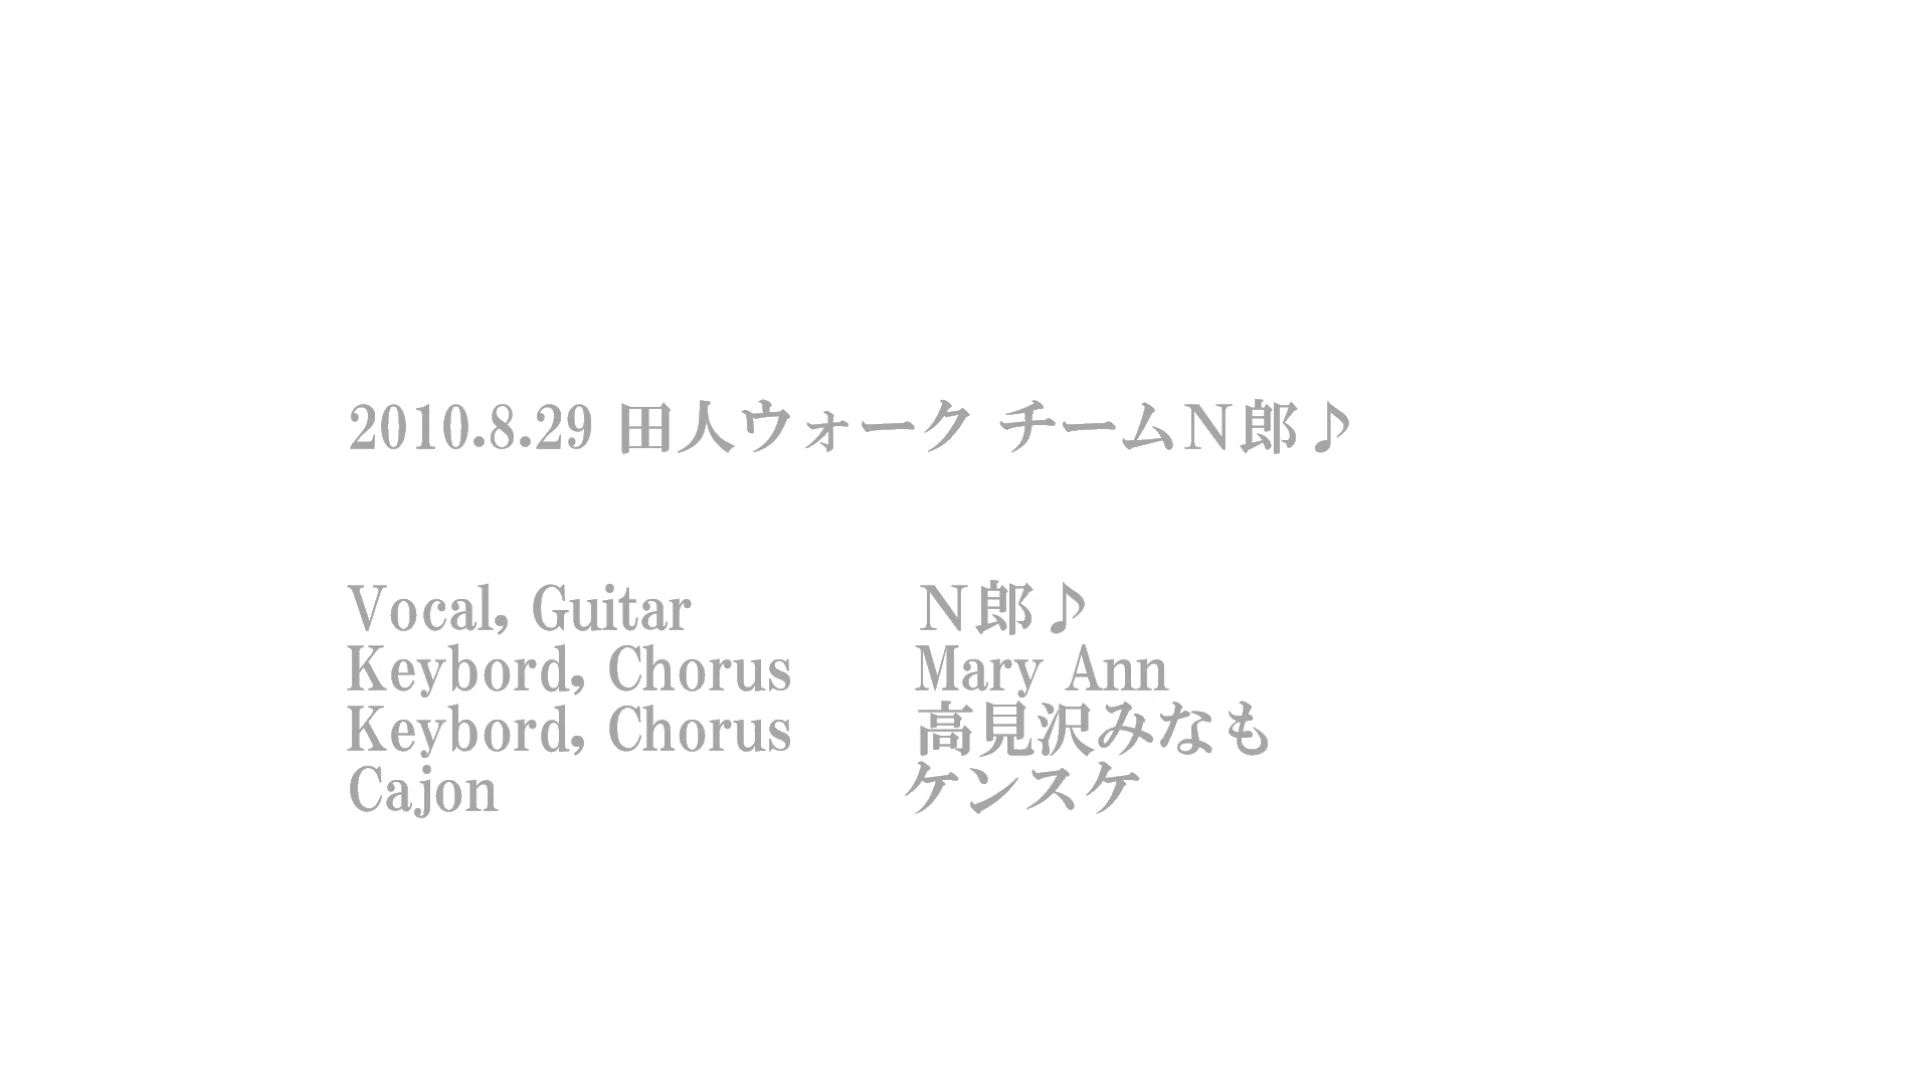 2010.8.29 田人ウォーク チームＮ郎♪
Vocal, Guitar Ｎ郎♪
Keybord, Chorus Mary Ann
Keybord, Chorus 高見沢みなも
Cajon ケンスケ